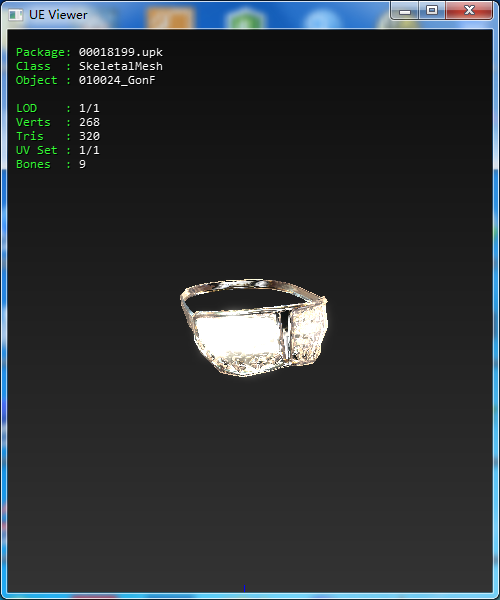 UE Viewer
Package: 00018199.upk
Class : SkeletalMesh
Object : 010024_GonF
LOD : 1/1
Verts : 268
Tris : 320
UV Set : 1/1
Bones : 9